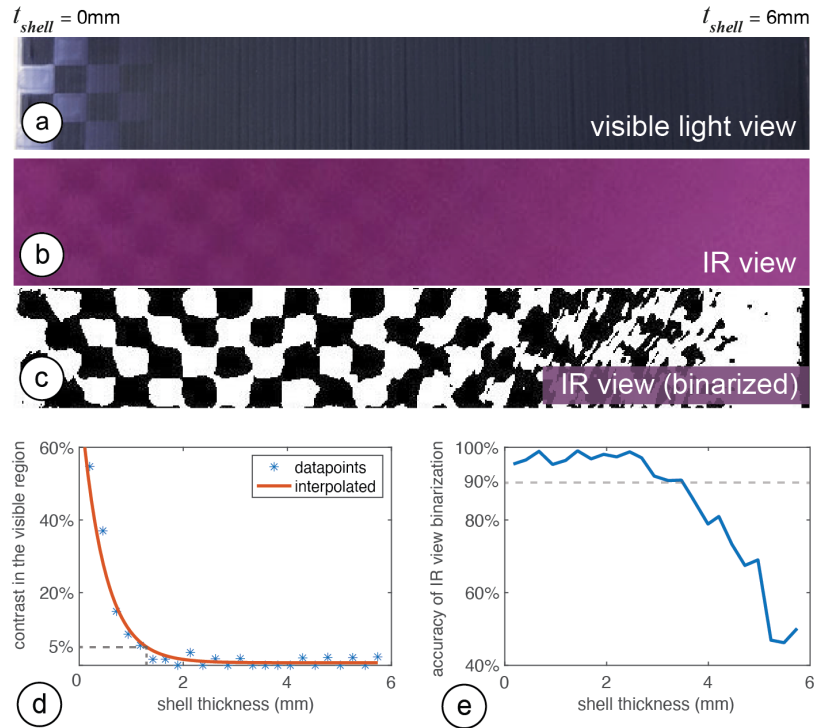 t_shell = 0mm
t_shell = 6mm
a
visible light view
b
IR view
c
IR view (binarized)
60%
40%
20%
5%
0
2
4
6
contrast in the visible region
shell thickness (mm)
datapoints
interpolated
d
100%
90%
80%
60%
40%
0
2
4
6
accuracy of IR view binarization
shell thickness (mm)
e